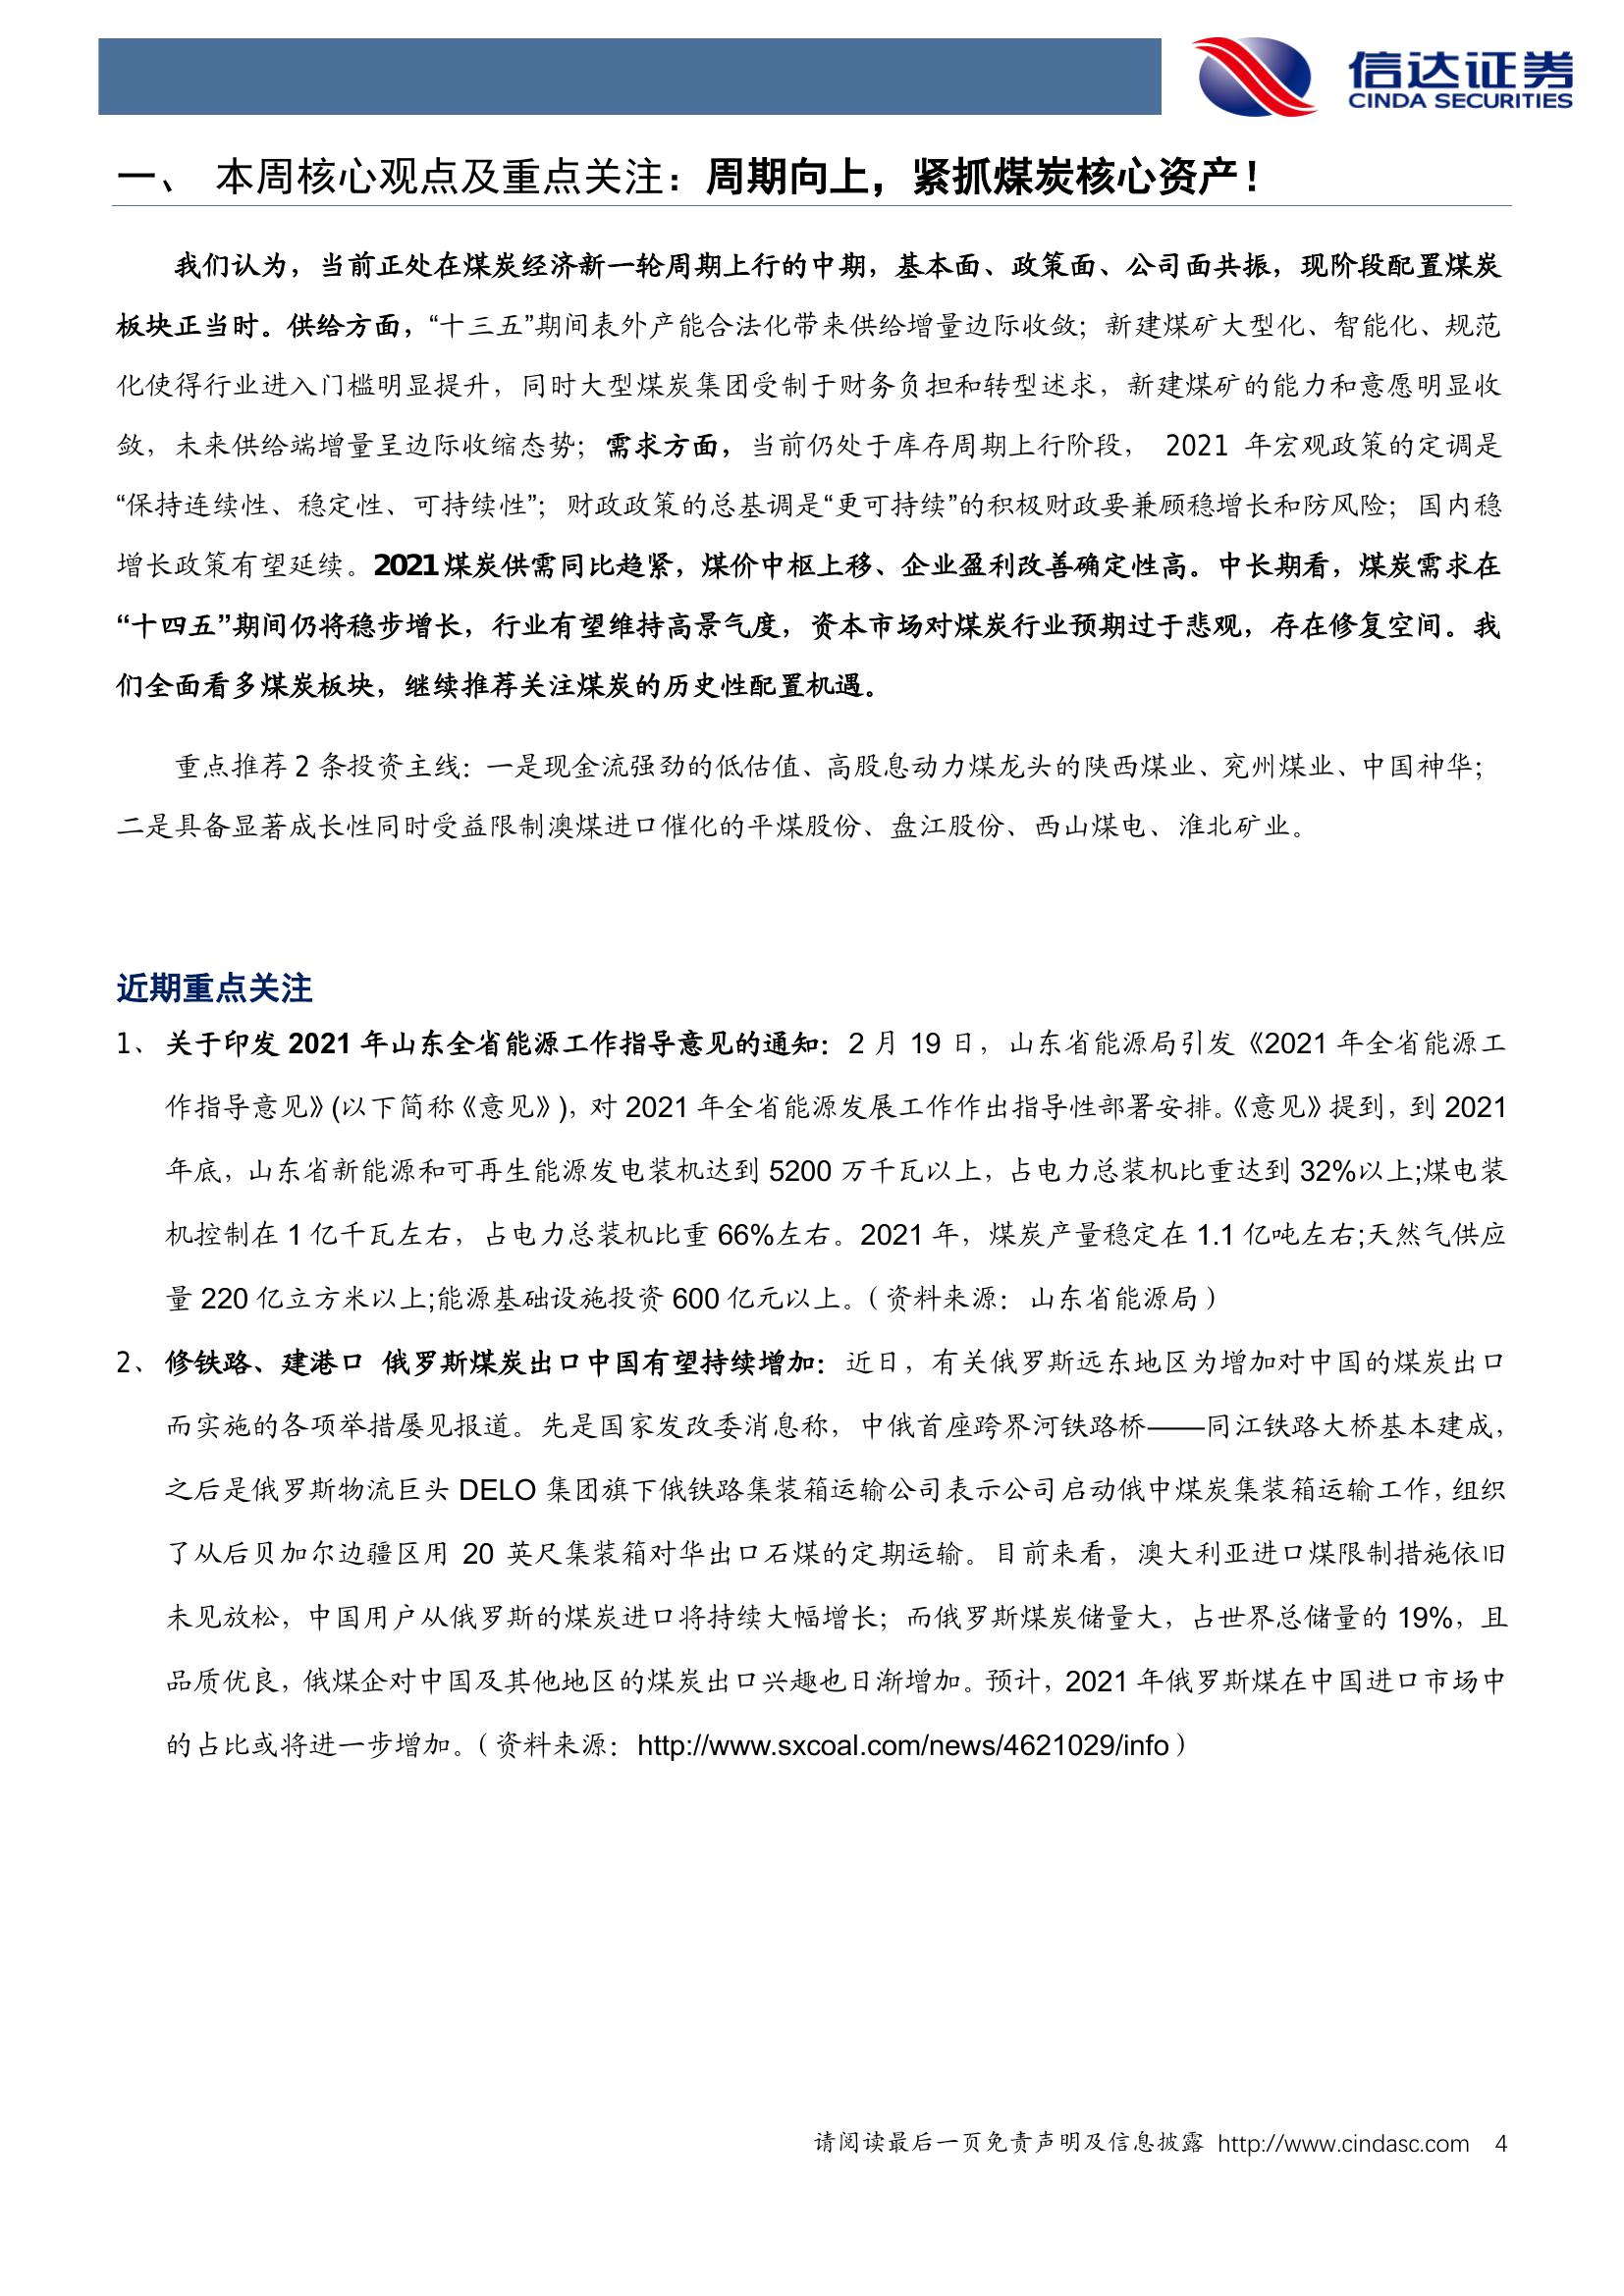 信达证券
CINDA SECURITIES
一、 本周核心观点及重点关注：周期向上，紧抓煤炭核心资产！
我们认为，当前正处在煤炭经济新一轮周期上行的中期，基本面、政策面、公司面共振，现阶段配置煤炭
板块正当时。供给方面，“十三五”期间表外产能合法化带来供给增量边际收敛；新建煤矿大型化、智能化、规范
化使得行业进入门槛明显提升，同时大型煤炭集团受制于财务负担和转型述求，新建煤矿的能力和意愿明显收
敛，未来供给端增量呈边际收缩态势；需求方面，当前仍处于库存周期上行阶段， 2021 年宏观政策的定调是
“保持连续性、稳定性、可持续性”；财政政策的总基调是“更可持续”的积极财政要兼顾稳增长和防风险；国内稳
增长政策有望延续。2021 煤炭供需同比趋紧，煤价中枢上移、企业盈利改善确定性高。中长期看，煤炭需求在
“十四五”期间仍将稳步增长，行业有望维持高景气度，资本市场对煤炭行业预期过于悲观，存在修复空间。我
们全面看多煤炭板块，继续推荐关注煤炭的历史性配置机遇。
重点推荐 2 条投资主线：一是现金流强劲的低估值、高股息动力煤龙头的陕西煤业、兖州煤业、中国神华；
二是具备显著成长性同时受益限制澳煤进口催化的平煤股份、盘江股份、西山煤电、淮北矿业。
近期重点关注
1、 关于印发 2021 年山东全省能源工作指导意见的通知：2 月 19 日，山东省能源局引发《2021 年全省能源工
作指导意见》(以下简称《意见》)，对 2021 年全省能源发展工作作出指导性部署安排。《意见》提到，到 2021
年底，山东省新能源和可再生能源发电装机达到 5200 万千瓦以上，占电力总装机比重达到 32%以上;煤电装
机控制在 1 亿千瓦左右，占电力总装机比重 66%左右。2021 年，煤炭产量稳定在 1.1 亿吨左右;天然气供应
量 220 亿立方米以上;能源基础设施投资 600 亿元以上。（资料来源：山东省能源局）
2、 修铁路、建港口 俄罗斯煤炭出口中国有望持续增加：近日，有关俄罗斯远东地区为增加对中国的煤炭出口
而实施的各项举措屡见报道。先是国家发改委消息称，中俄首座跨界河铁路桥——同江铁路大桥基本建成，
之后是俄罗斯物流巨头 DELO 集团旗下俄铁路集装箱运输公司表示公司启动俄中煤炭集装箱运输工作，组织
了从后贝加尔边疆区用 20 英尺集装箱对华出口石煤的定期运输。目前来看，澳大利亚进口煤限制措施依旧
未见放松，中国用户从俄罗斯的煤炭进口将持续大幅增长；而俄罗斯煤炭储量大，占世界总储量的 19%，且
品质优良，俄煤企对中国及其他地区的煤炭出口兴趣也日渐增加。预计，2021 年俄罗斯煤在中国进口市场中
的占比或将进一步增加。（资料来源：http://www.sxcoal.com/news/4621029/info）
请阅读最后一页免责声明及信息披露 http://www.cindasc.com 4